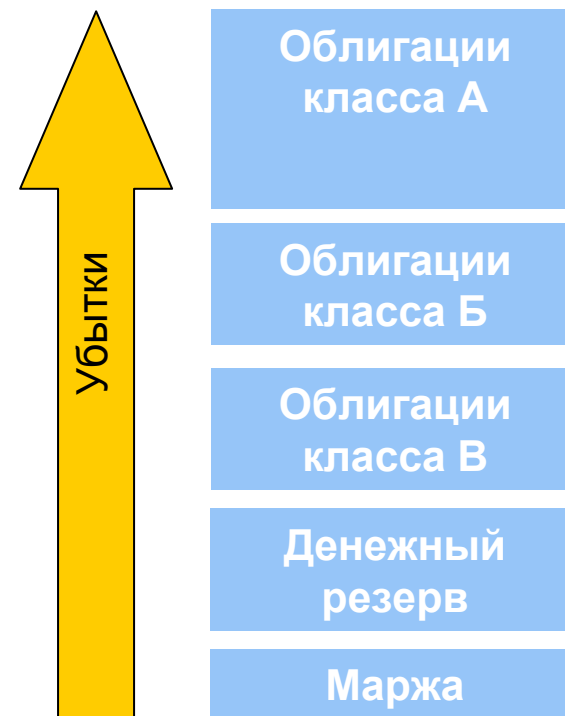 Убытки
Облигации
класса А
Облигации
класса Б
Облигации
класса В
Денежный
резерв
Маржа